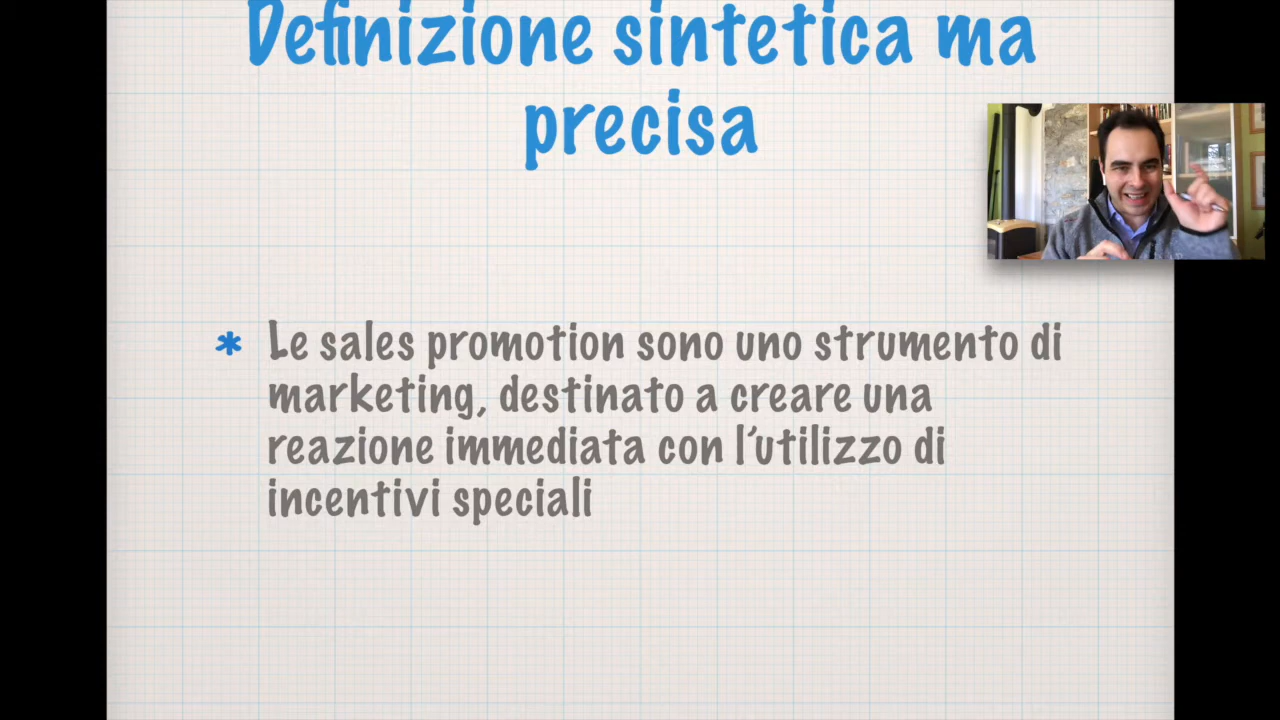 Definizione sintetica ma
precisa
* Le sales promotion sono uno strumento di
marketing, destinato a creare una
reazione immediata con l'utilizzo di
incentivi speciali